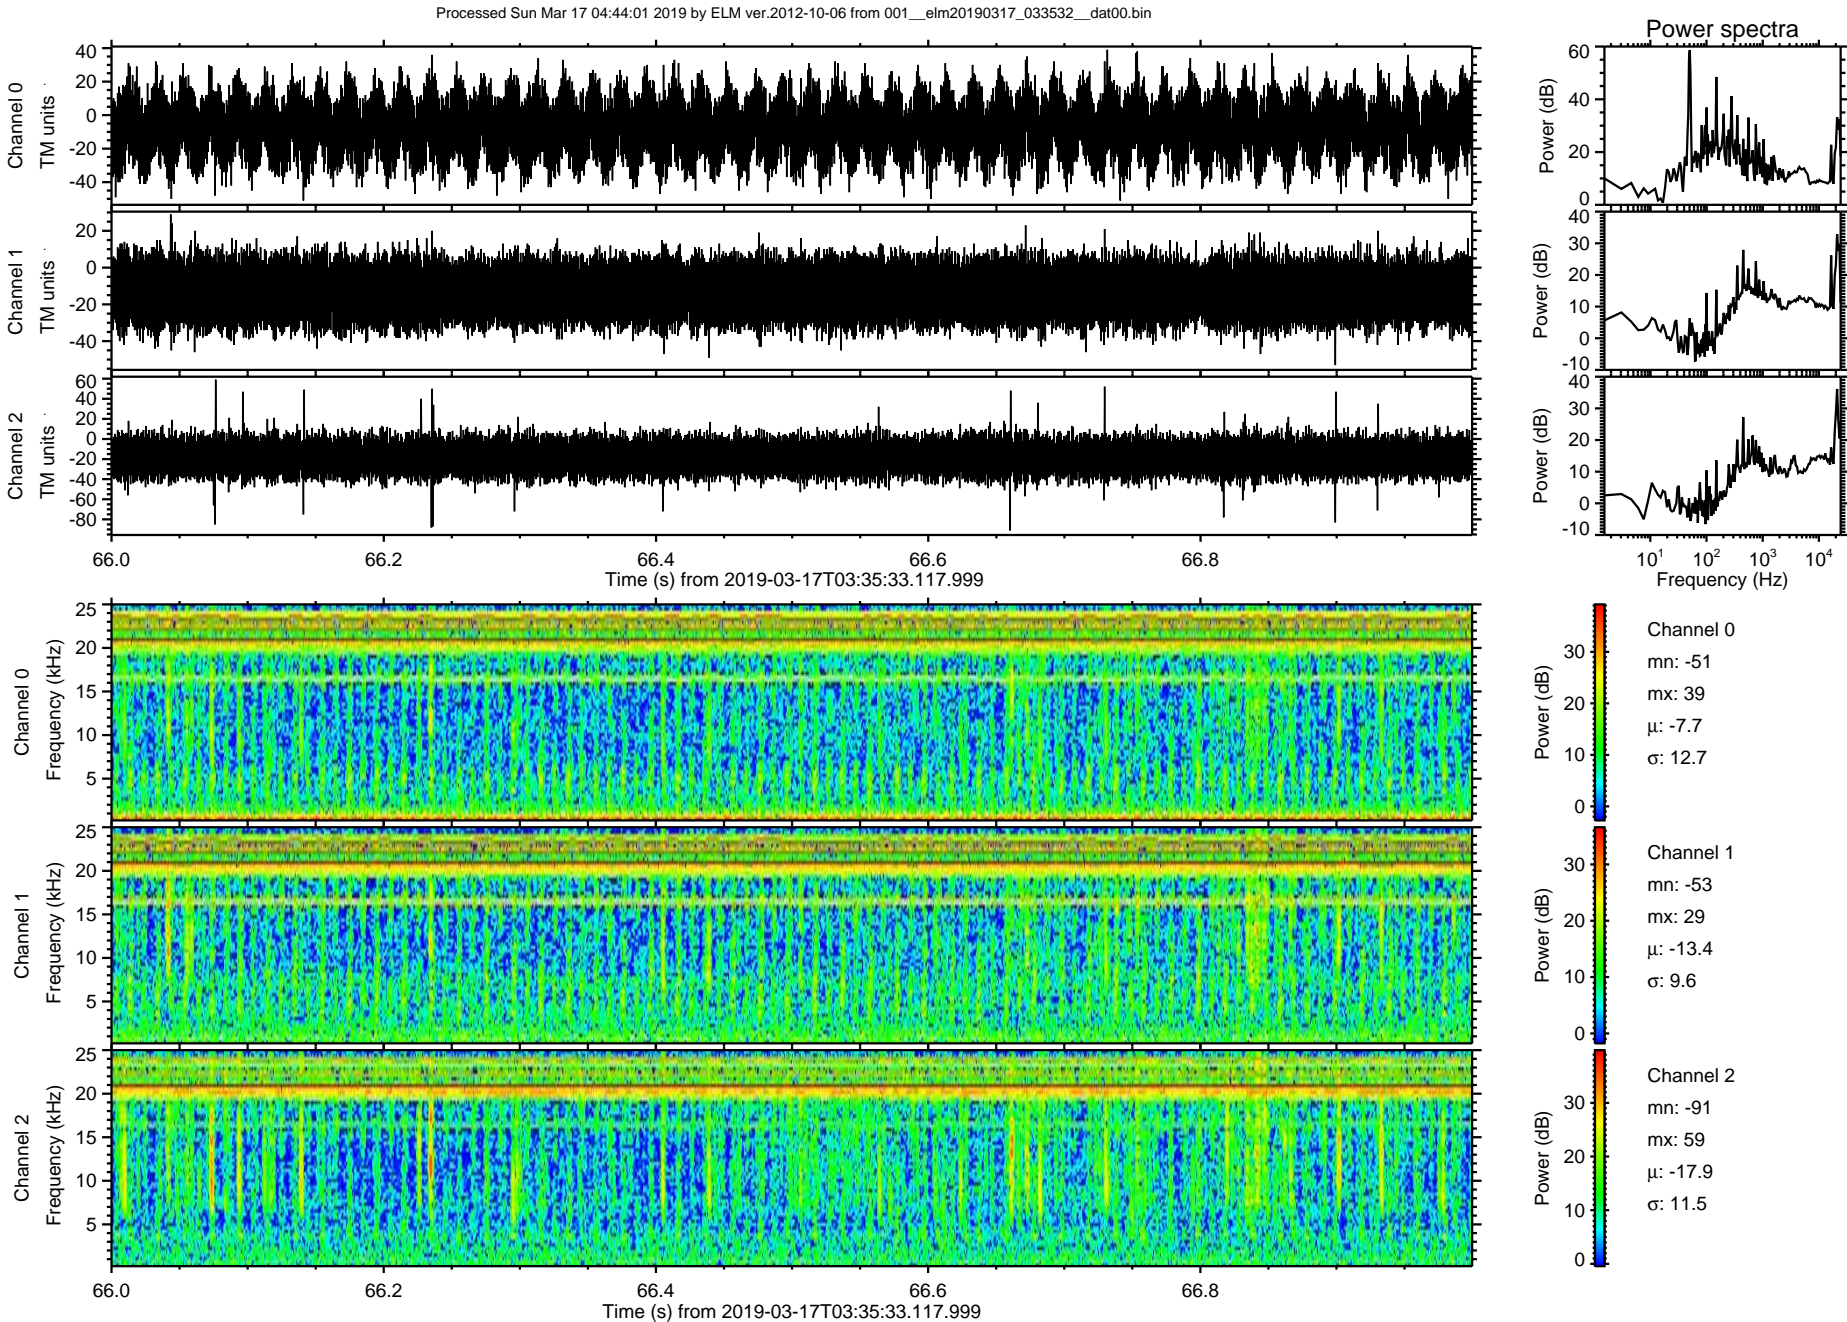 Processed Sun Mar 17 04:44:01 2019 by ELM ver.2012-10-06 from 001__elm20190317_033532__dat00.bin
Power spectra
Channel 0
TM units
40
20
0
-20
-40
Power (dB)
60
40
20
0
Channel 1
TM units
20
0
-20
-40
Power (dB)
40
30
20
10
0
-10
Channel 2
TM units
60
40
20
0
-20
-40
-60
-80
Power (dB)
40
30
20
10
0
-10
66.0 66.2 66.4 66.6 66.8
Time (s) from 2019-03-17T03:35:33.117.999
10^1 10^2 10^3 10^4
Frequency (Hz)
Channel 0
Frequency (kHz)
25
20
15
10
5
Power (dB)
30
20
10
0
Channel 0
mn: -51
mx: 39
μ: -7.7
σ: 12.7
Channel 1
Frequency (kHz)
25
20
15
10
5
Power (dB)
30
20
10
0
Channel 1
mn: -53
mx: 29
μ: -13.4
σ: 9.6
Channel 2
Frequency (kHz)
25
20
15
10
5
Power (dB)
30
20
10
0
Channel 2
mn: -91
mx: 59
μ: -17.9
σ: 11.5
66.0 66.2 66.4 66.6 66.8
Time (s) from 2019-03-17T03:35:33.117.999